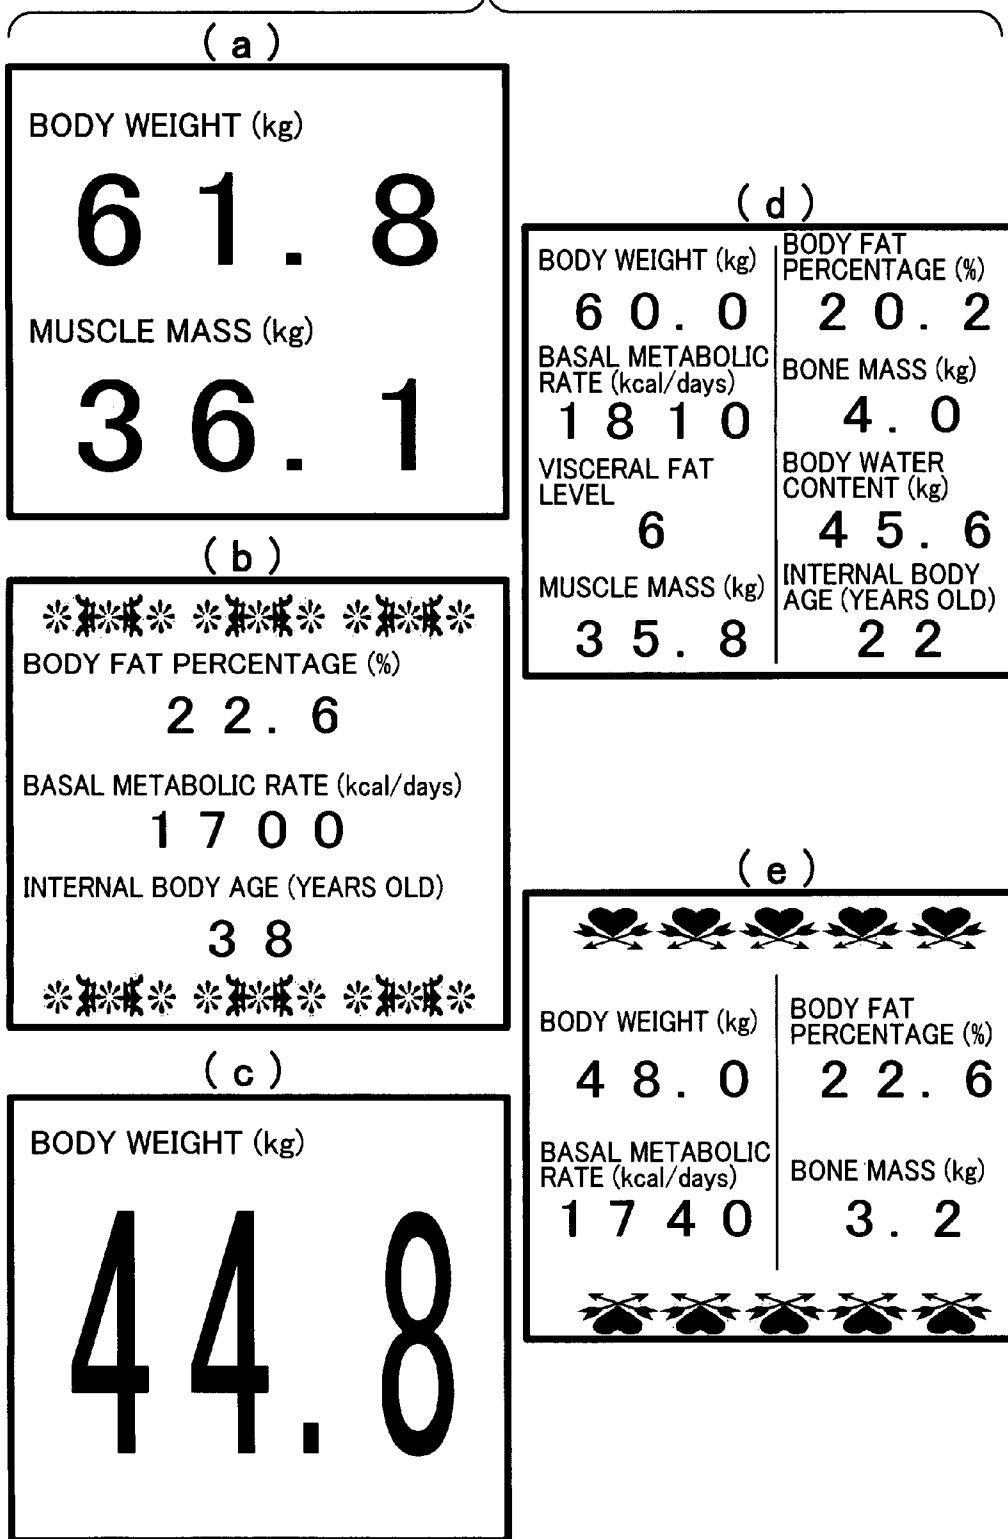 ( a )
BODY WEIGHT (kg)
61.8
MUSCLE MASS (kg)
36.1
( b )
BODY FAT PERCENTAGE (%)
22.6
BASAL METABOLIC RATE (kcal/days)
1700
INTERNAL BODY AGE (YEARS OLD)
38
( c )
BODY WEIGHT (kg)
44.8
( d )
BODY WEIGHT (kg)
60.0
BASAL METABOLIC
RATE (kcal/days)
1810
VISCERAL FAT
LEVEL
6
MUSCLE MASS (kg)
35.8
BODY FAT
PERCENTAGE (%)
20.2
BONE MASS (kg)
4.0
BODY WATER
CONTENT (kg)
45.6
INTERNAL BODY
AGE (YEARS OLD)
22
( e )
BODY WEIGHT (kg)
48.0
BASAL METABOLIC
RATE (kcal/days)
1740
BODY FAT
PERCENTAGE (%)
22.6
BONE MASS (kg)
3.2